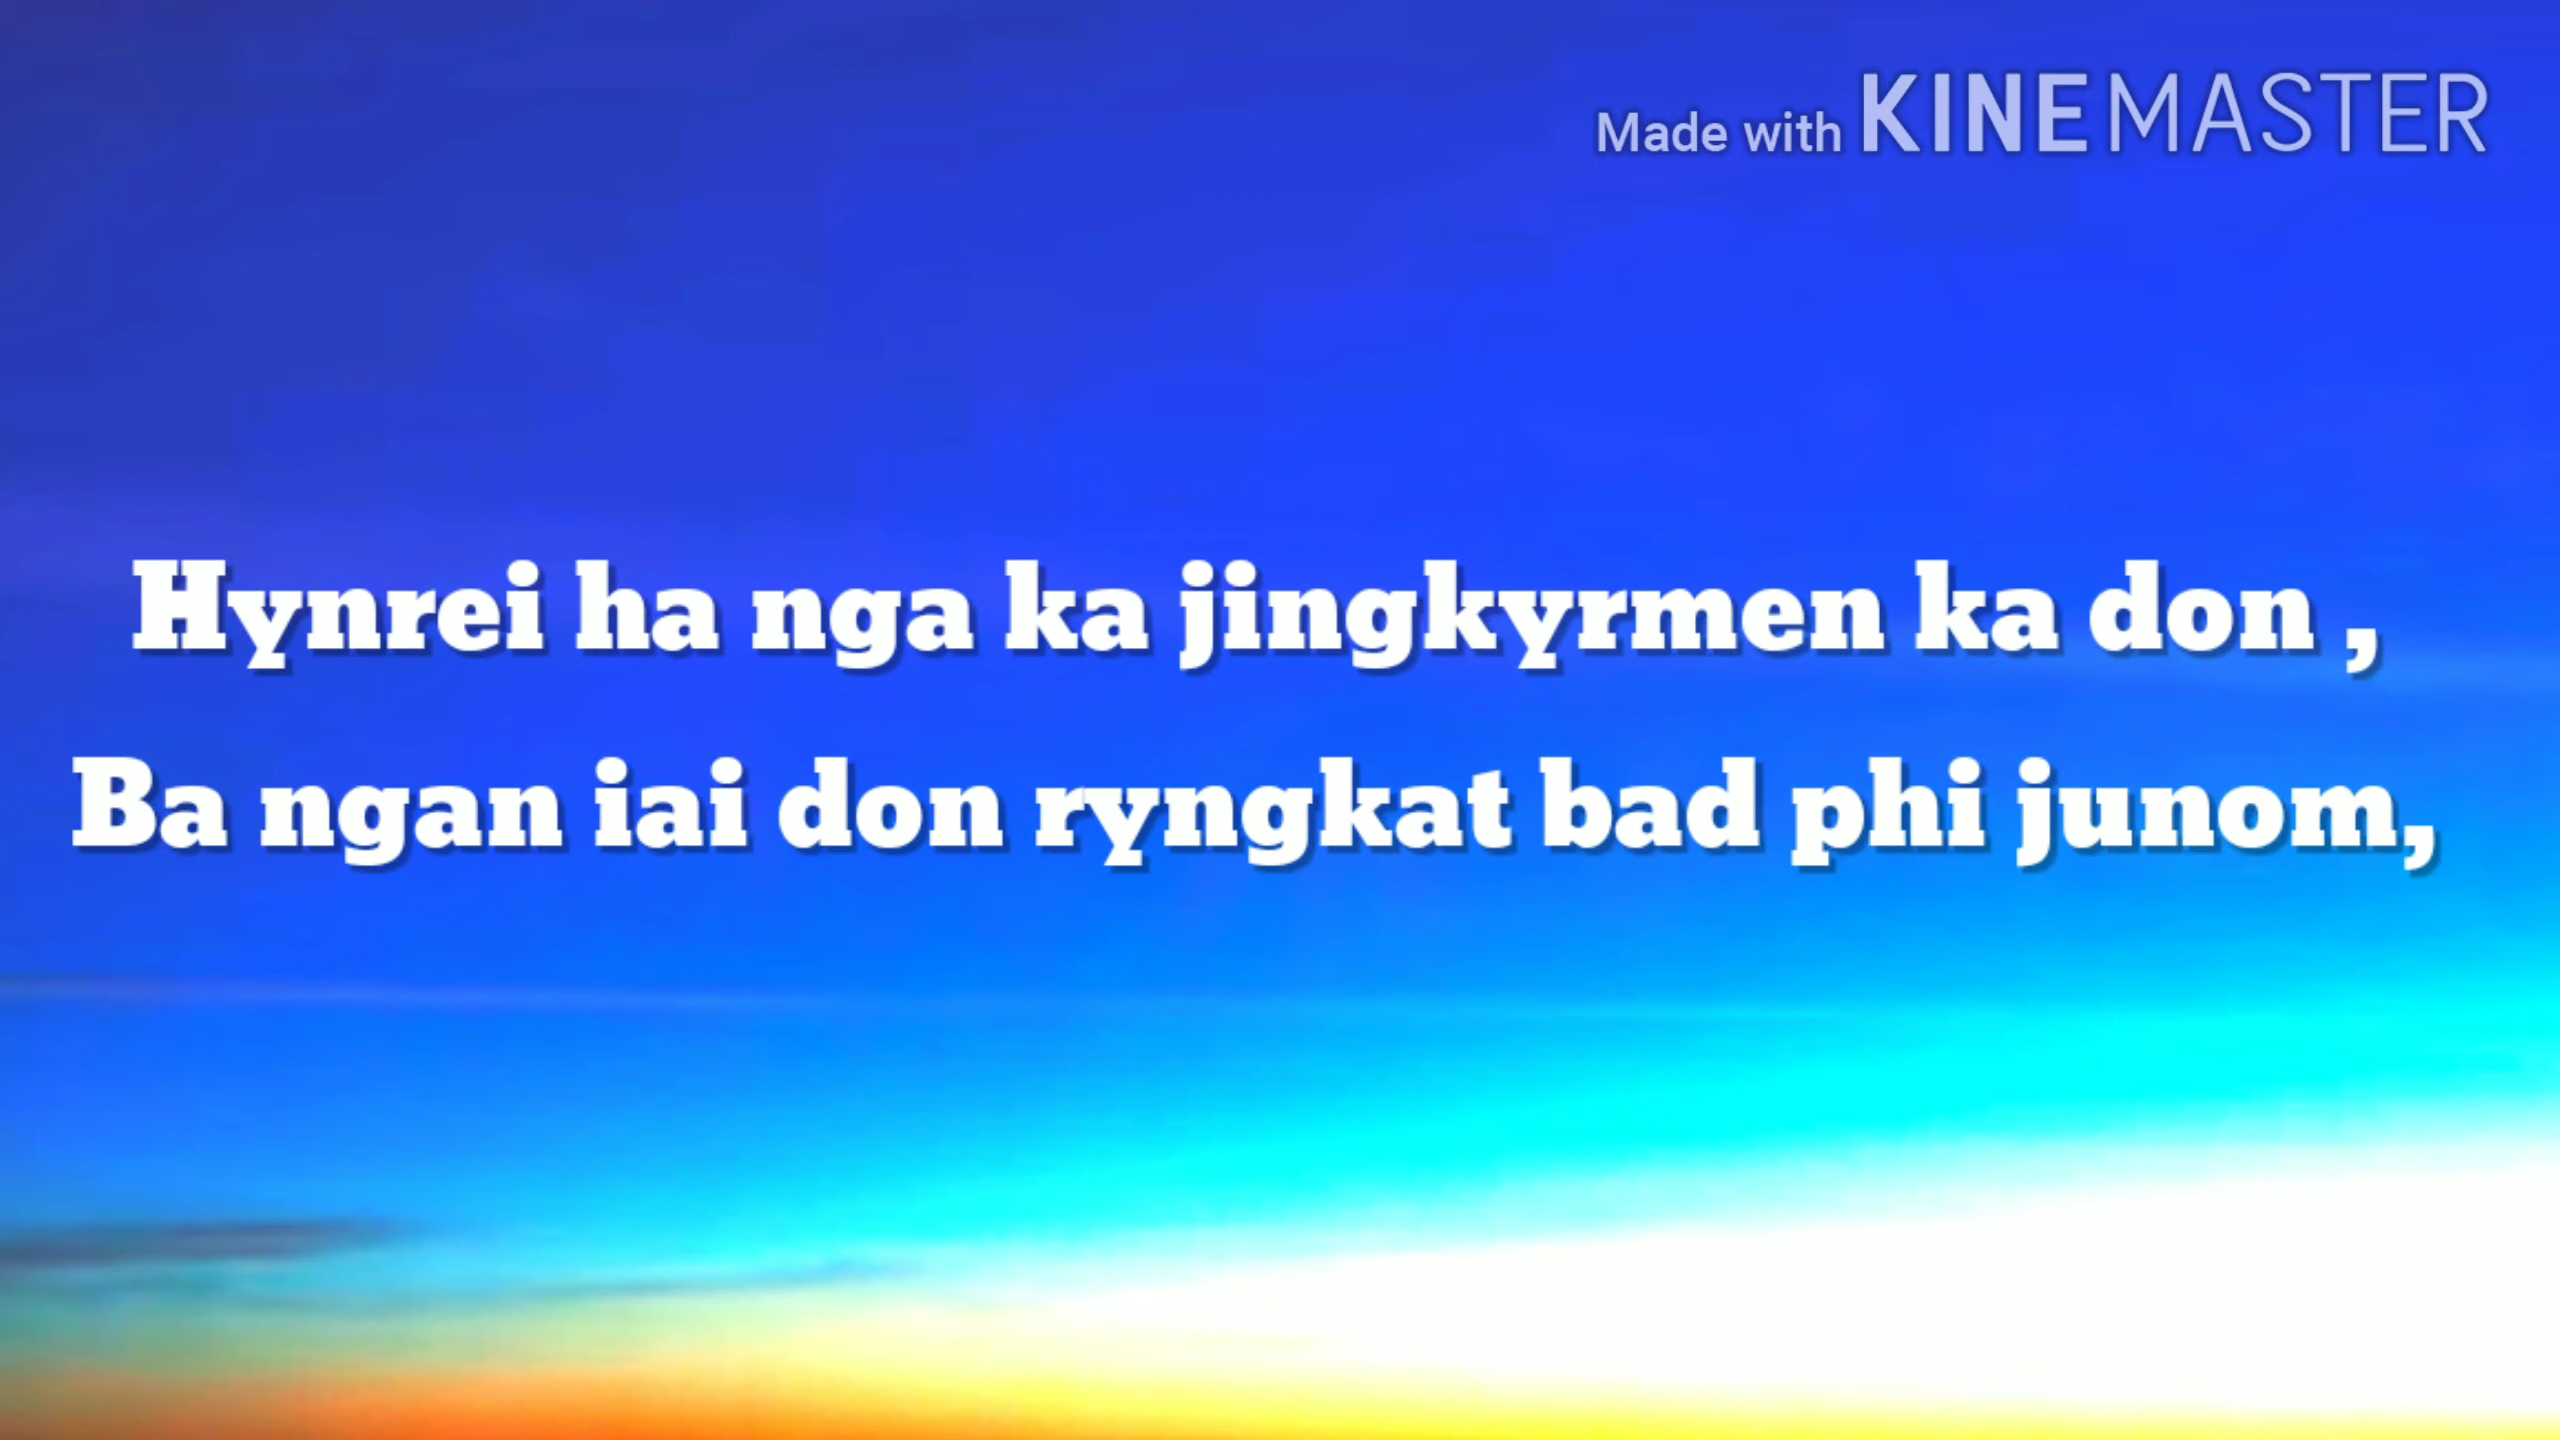 Made with KINEMASTER
Hynrei ha nga ka jingkyrmen ka don ,
Ba ngan iai don ryngkat bad phi junom,